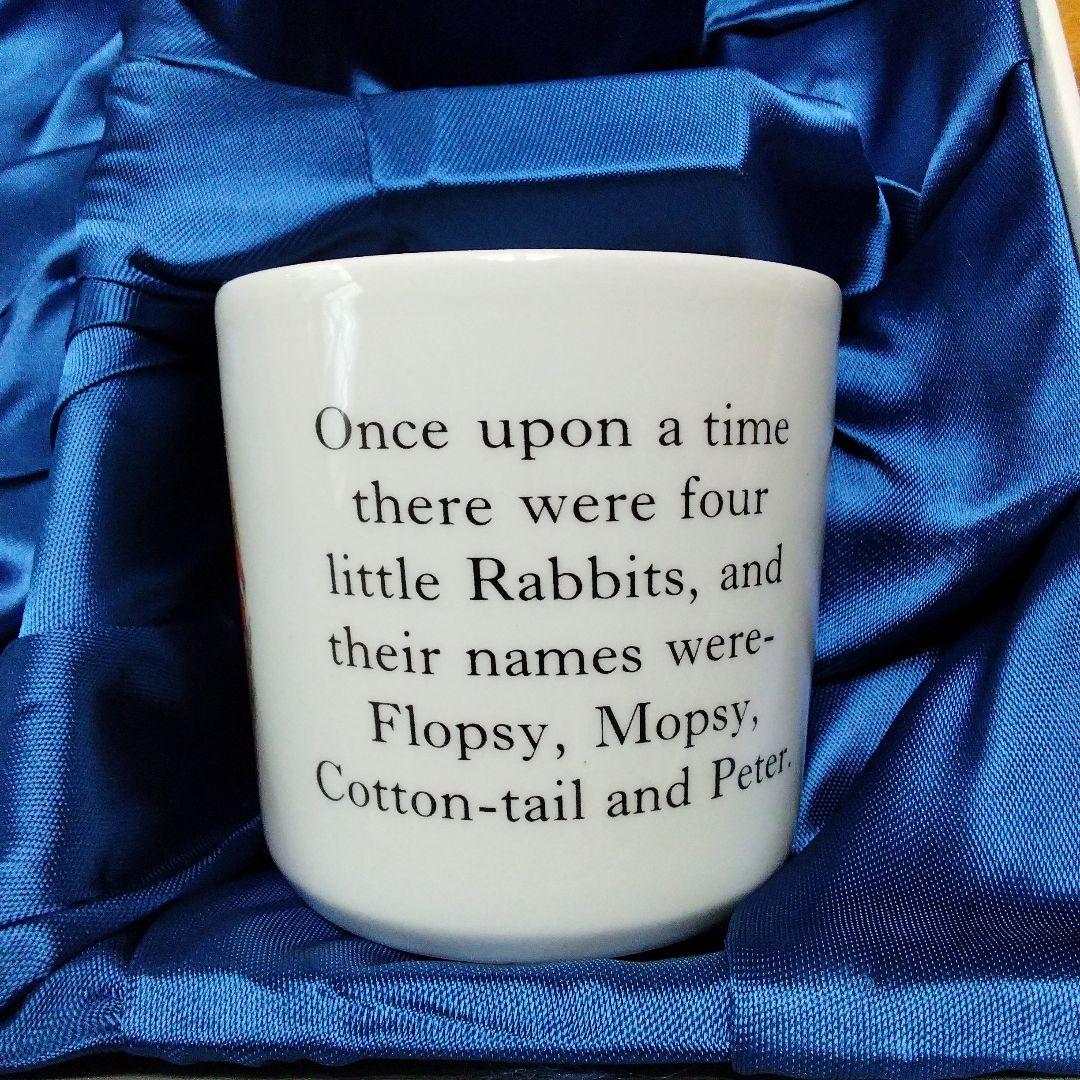 Once upon a time
there were four
little Rabbits, and
their names were-
Flopsy, Mopsy,
Cotton-tail and Peter.